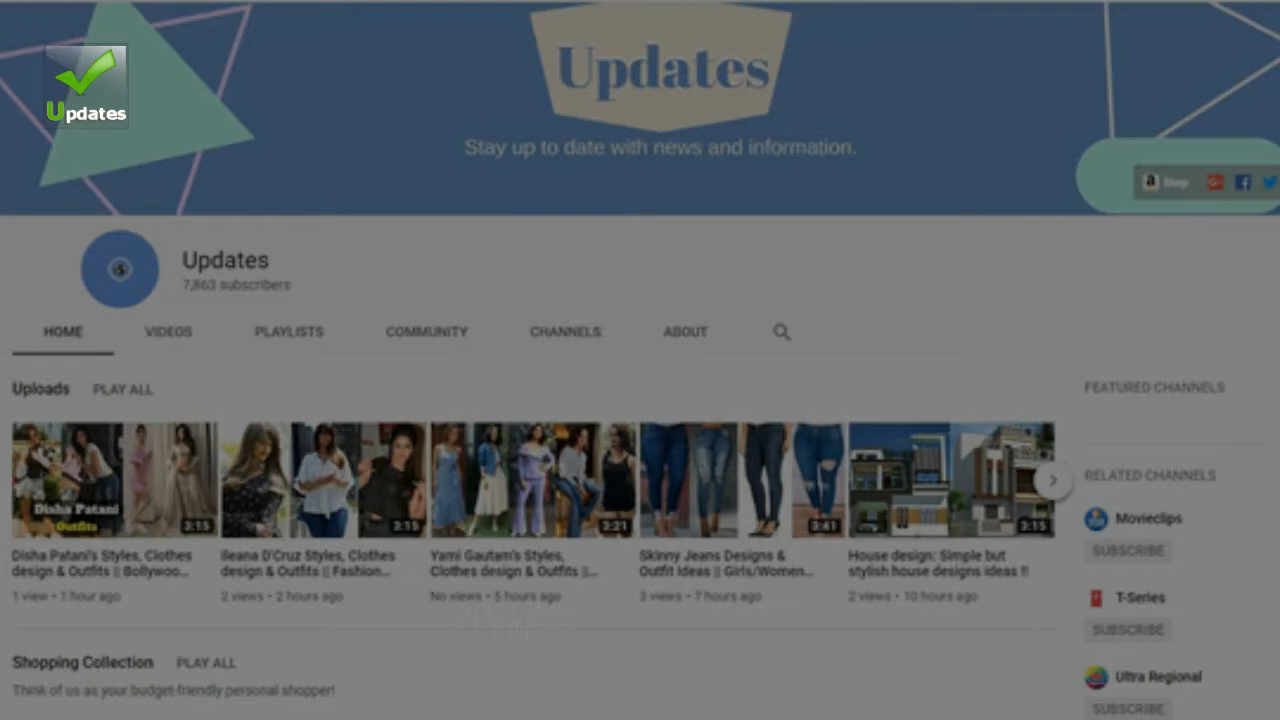 Updates
Updates
Stay up to date with news and information.
a Shop
Updates
7,863 subscribers
HOME VIDEOS PLAYLISTS COMMUNITY CHANNELS ABOUT
Uploads PLAY ALL
FEATURED CHANNELS
Disha Patani
Outfits
3:15
3:15
3:21
3:41
3:15
Disha Patani's Styles, Clothes
design & Outfits || Bollywoo...
1 view • 1 hour ago
Ileana D'Cruz Styles, Clothes
design & Outfits || Fashion...
2 views • 2 hours ago
Yami Gautam's Styles,
Clothes design & Outfits ||...
No views • 5 hours ago
Skinny Jeans Designs &
Outfit Ideas || Girls/Women...
3 views • 7 hours ago
House design: Simple but
stylish house designs ideas !!
2 views • 10 hours ago
RELATED CHANNELS
Movieclips
SUBSCRIBE
T-Series
SUBSCRIBE
Ultra Regional
SUBSCRIBE
Shopping Collection PLAY ALL
Think of us as your budget-friendly personal shopper!